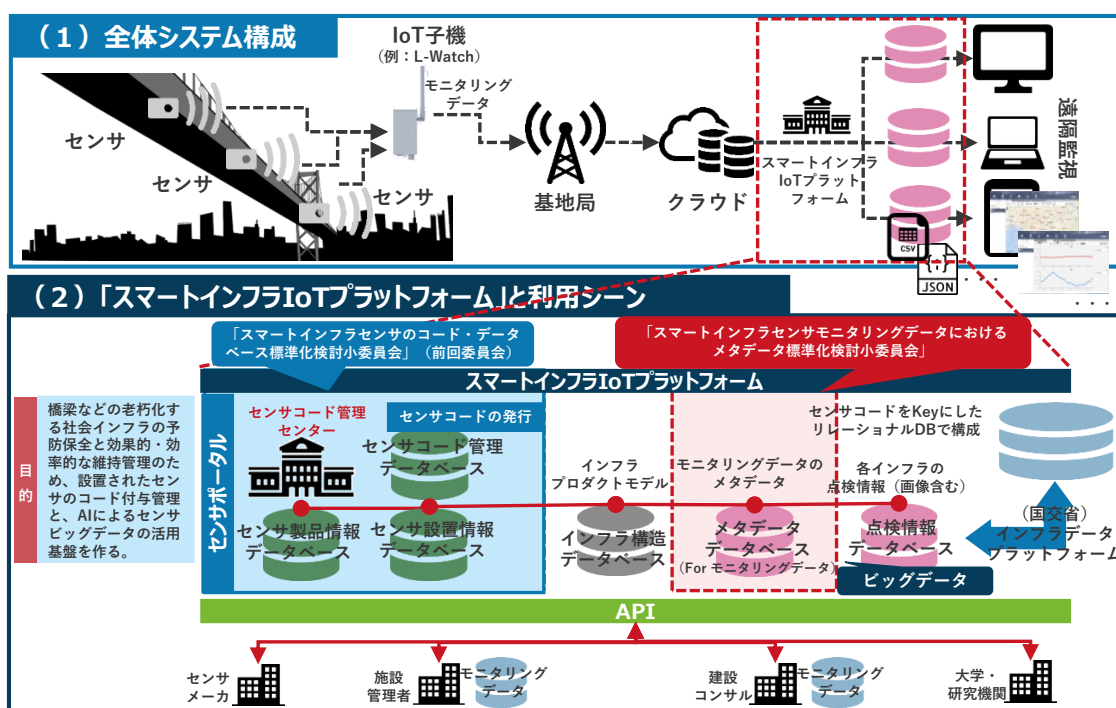 （１）全体システム構成
IoT子機
（例：L-Watch）
モニタリング
データ
センサ
センサ
センサ
基地局
クラウド
スマートインフラ
IoTプラット
フォーム
遠隔監視
CSV
{;}
JSON
・・・
・・・
（２）「スマートインフラIoTプラットフォーム」と利用シーン
「スマートインフラセンサのコード・データ
ベース標準化検討小委員会」（前回委員会）
「スマートインフラセンサモニタリングデータにおける
メタデータ標準化検討小委員会」
スマートインフラIoTプラットフォーム
目的
橋梁などの老朽化す
る社会インフラの予
防保全と効果的・効
率的な維持管理のた
め、設置されたセン
サのコード付与管理
と、AIによるセンサ
ビッグデータの活用
基盤を作る。
センサポータル
センサコード管理
センター
センサコードの発行
センサコード管理
データベース
センサ製品情報
データベース
センサ設置情報
データベース
インフラ
プロダクトモデル
インフラ構造
データベース
モニタリングデータの
メタデータ
メタデータ
データベース
（For モニタリングデータ）
センサコードをKeyにした
リレーショナルDBで構成
各インフラの
点検情報（画像含む）
点検情報
データベース
ビッグデータ
（国交省）
インフラデータ
プラットフォーム
API
センサ
メーカ
施設
管理者
モニタリング
データ
建設
コンサル
モニタリング
データ
大学・
研究機関